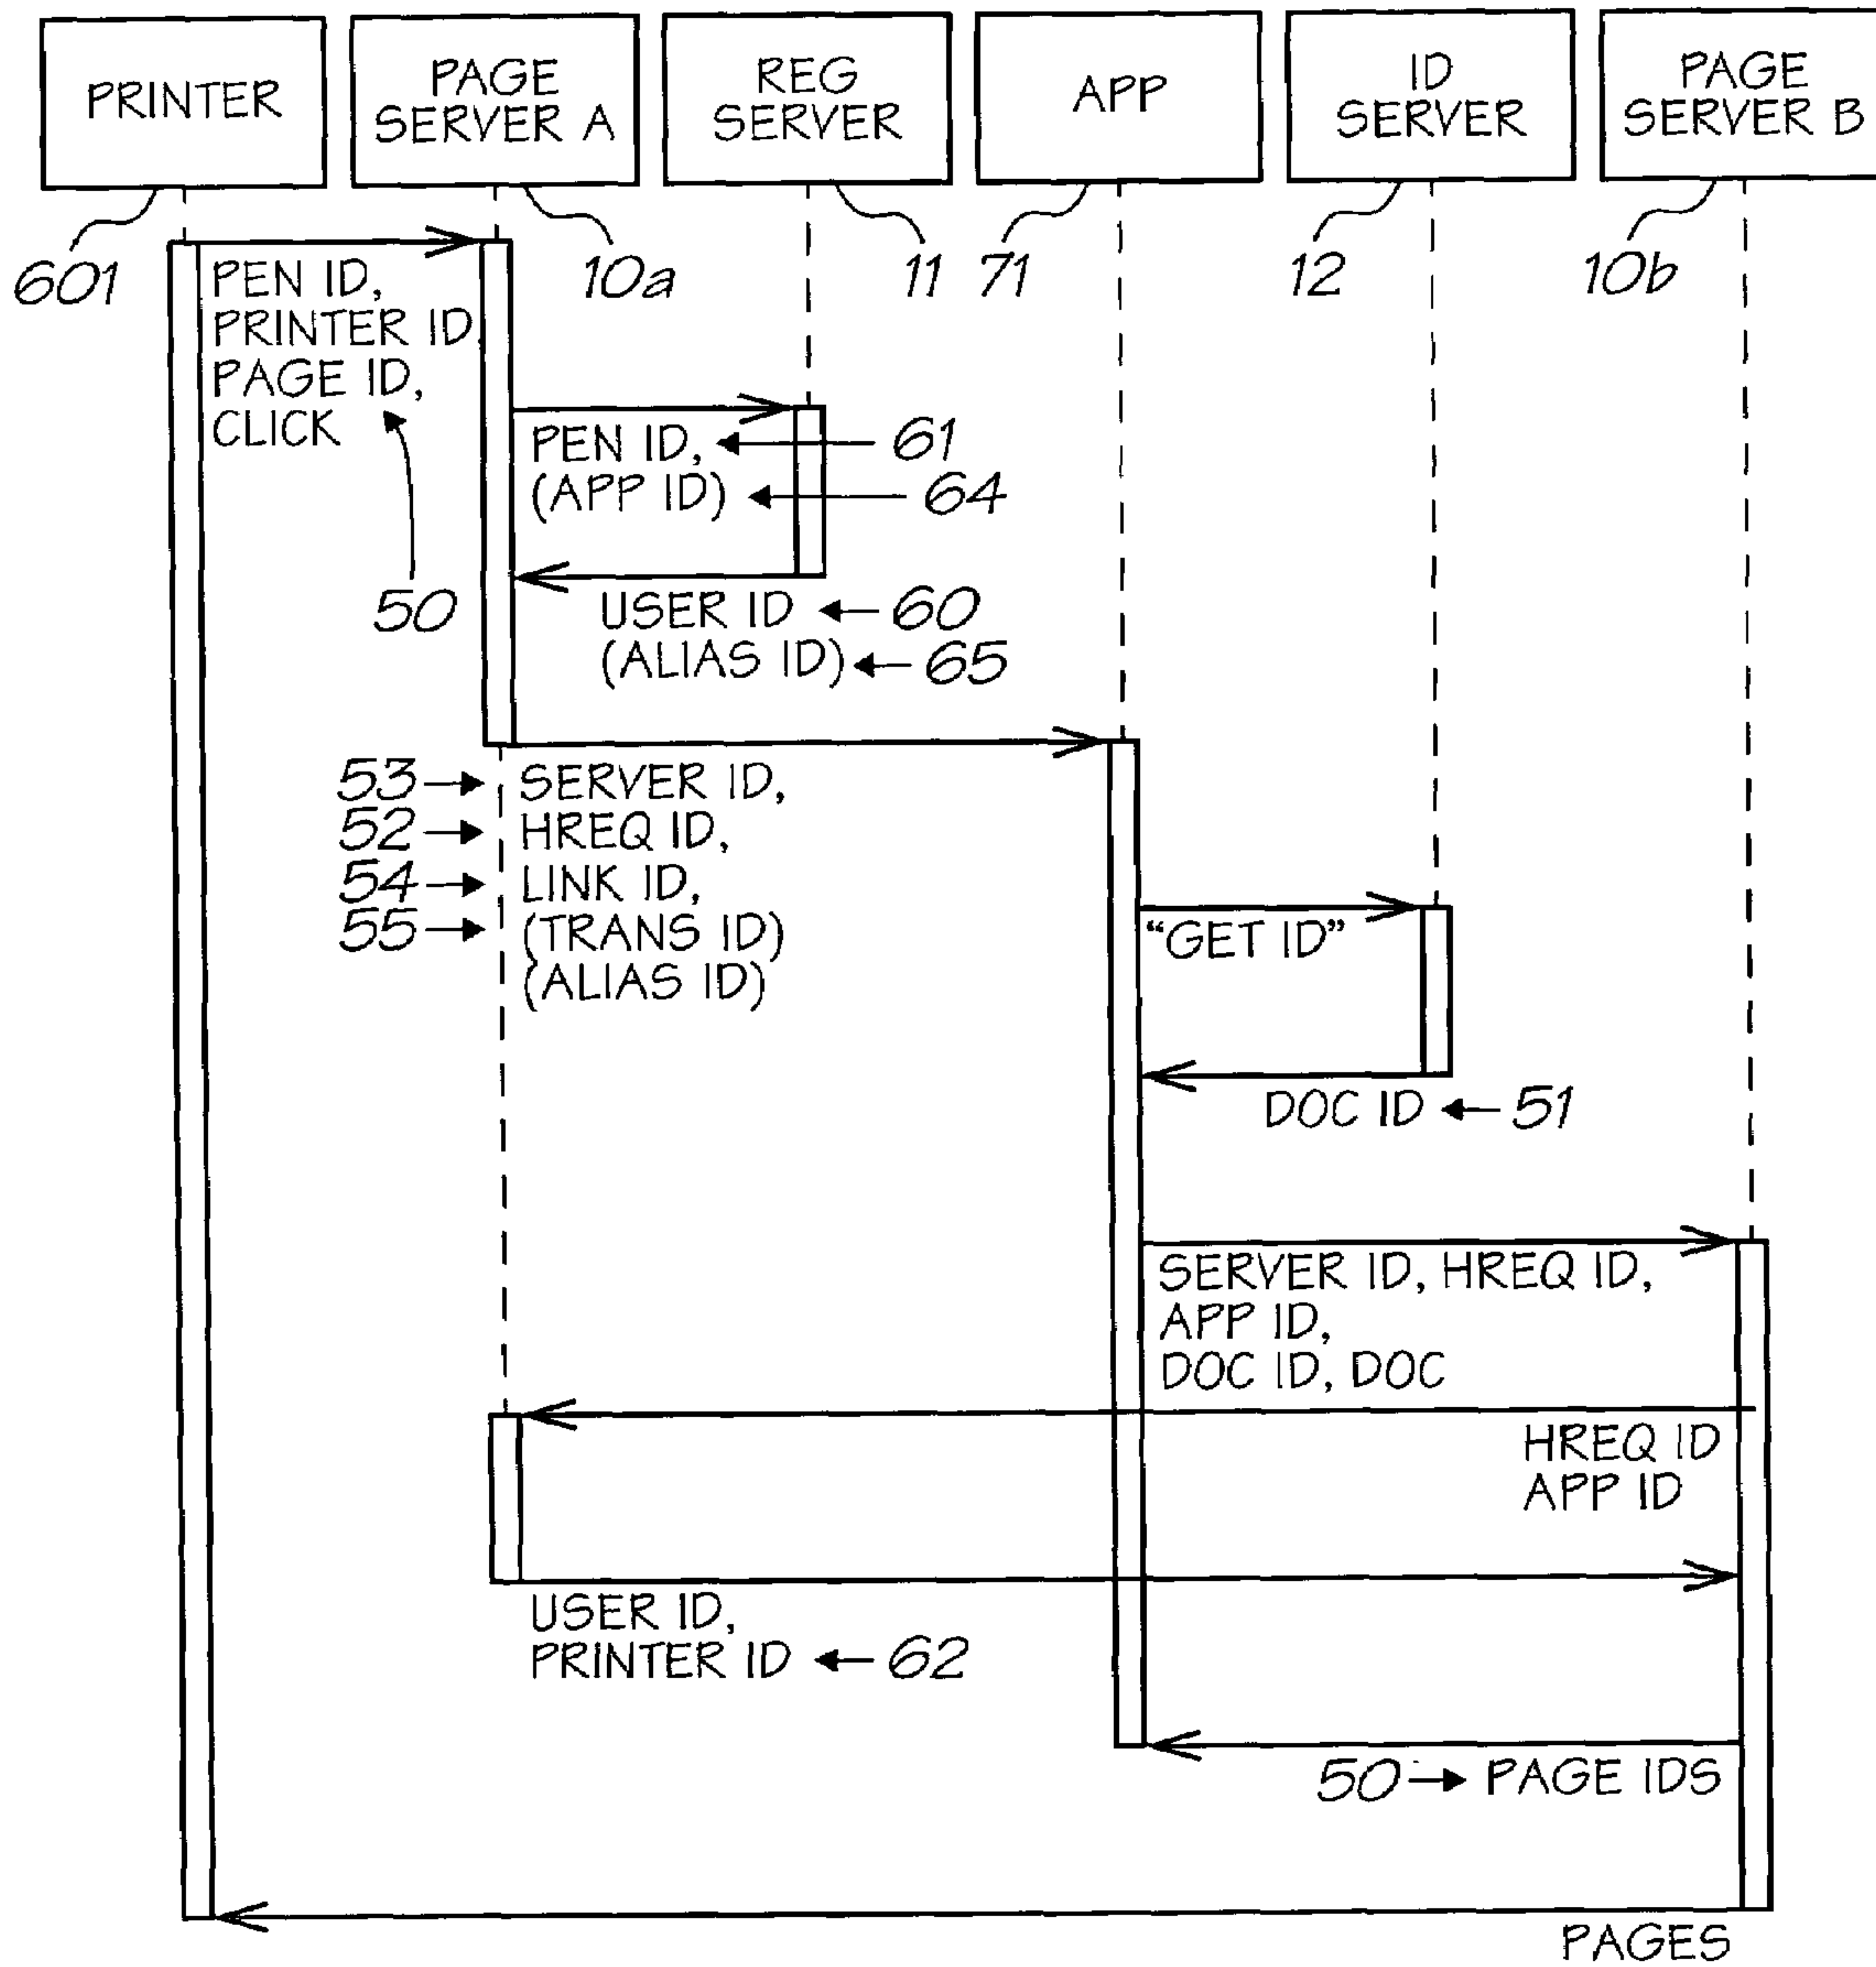 PRINTER
PAGE
SERVER A
REG
SERVER
APP
ID
SERVER
PAGE
SERVER B
601
10a
11
71
12
10b
PEN ID,
PRINTER ID
PAGE ID,
CLICK
50
PEN ID,
61
(APP ID)
64
USER ID
60
(ALIAS ID)
65
53
SERVER ID,
52
HREQ ID,
54
LINK ID,
55
(TRANS ID)
(ALIAS ID)
“GET ID”
DOC ID
51
SERVER ID, HREQ ID,
APP ID,
DOC ID, DOC
HREQ ID
APP ID
USER ID,
PRINTER ID
62
50
PAGE IDS
PAGES